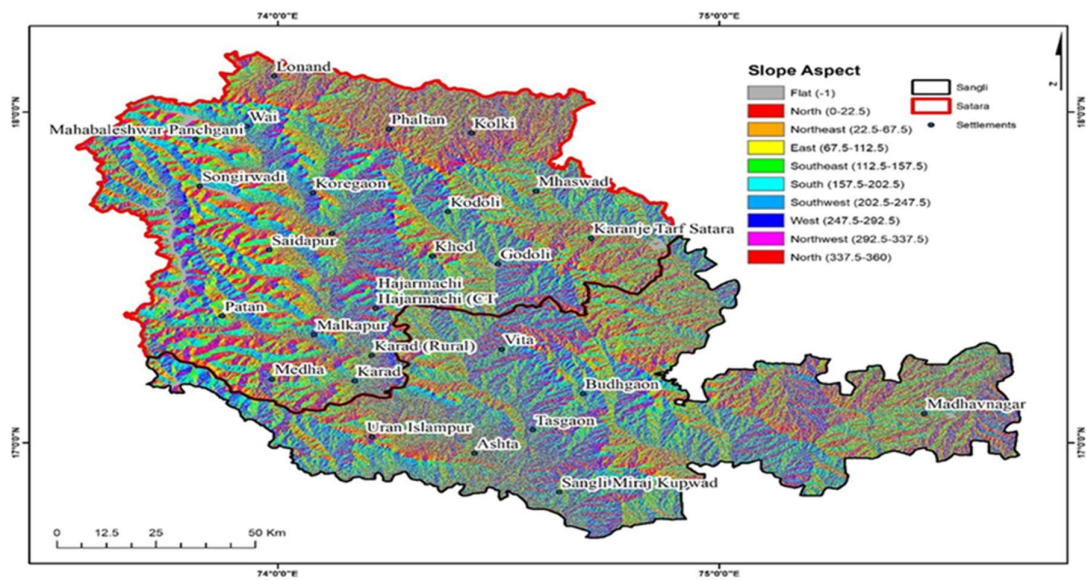 74°0'0"E
75°0'0"E
N
18°0'0"N
18°0'0"N
Slope Aspect
Flat (-1)
North (0-22.5)
Northeast (22.5-67.5)
East (67.5-112.5)
Southeast (112.5-157.5)
South (157.5-202.5)
Southwest (202.5-247.5)
West (247.5-292.5)
Northwest (292.5-337.5)
North (337.5-360)
Sangli
Satara
Settlements
Lonand
Wai
Phaltan
Kolki
Mahabaleshwar Panchgani
Songirwadi
Koregaon
Mhaswad
Kodoli
Karanje Tarf Satara
Saidapur
Khed
Godoli
Hajarmachi
Hajarmachi (CT
Patan
Malkapur
Karad (Rural)
Vita
Medha
Karad
Budhgaon
Madhavnagar
Uran Islampur
Tasgaon
Ashta
Sangli Miraj Kupwad
17°0'0"N
17°0'0"N
0 12.5 25 50 Km
74°0'0"E
75°0'0"E